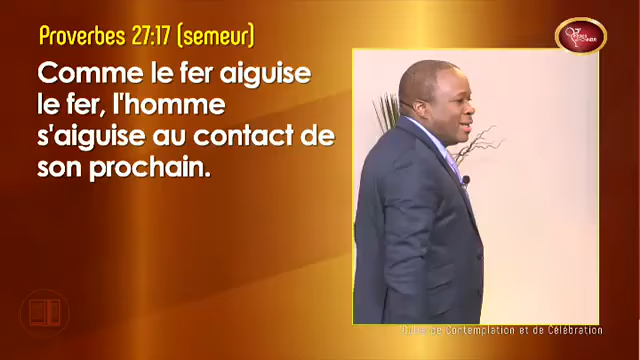 Proverbes 27:17 (semeur)
Comme le fer aiguise
le fer, l'homme
s'aiguise au contact de
son prochain.
de Contemplation et de Célébration